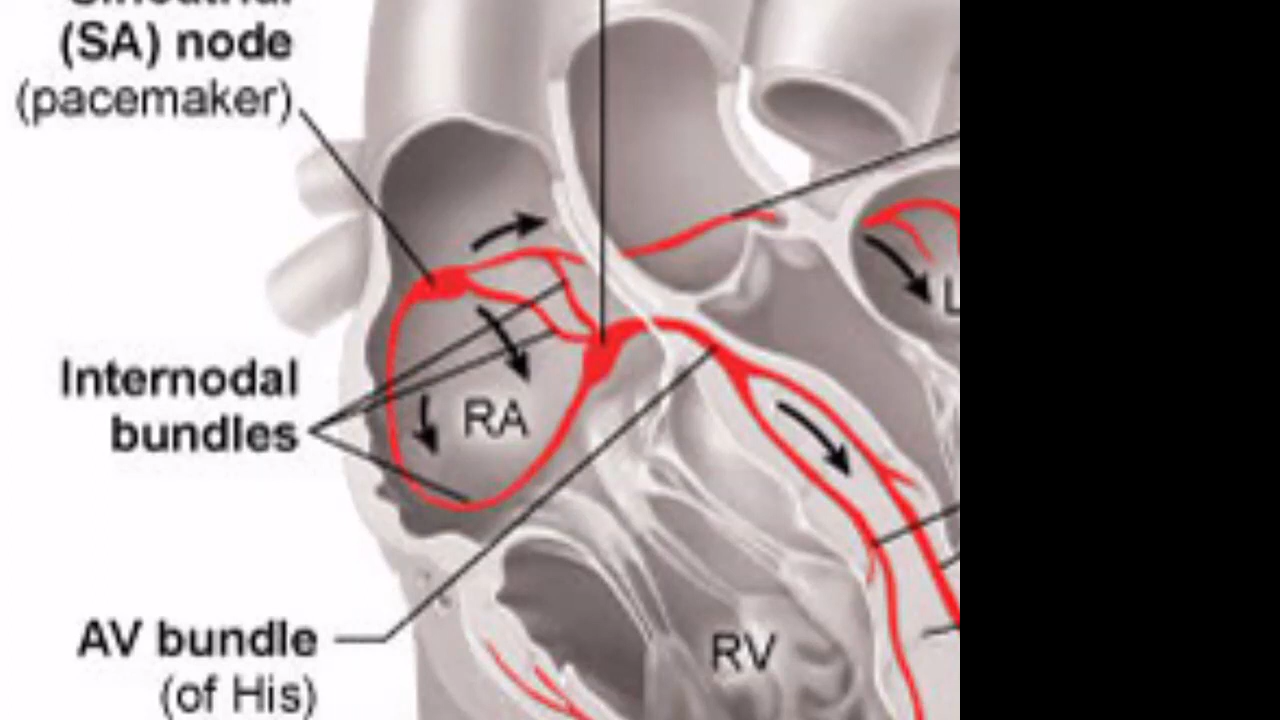 (SA) node
(pacemaker)
Internodal
bundles
RA
AV bundle
(of His)
RV
L